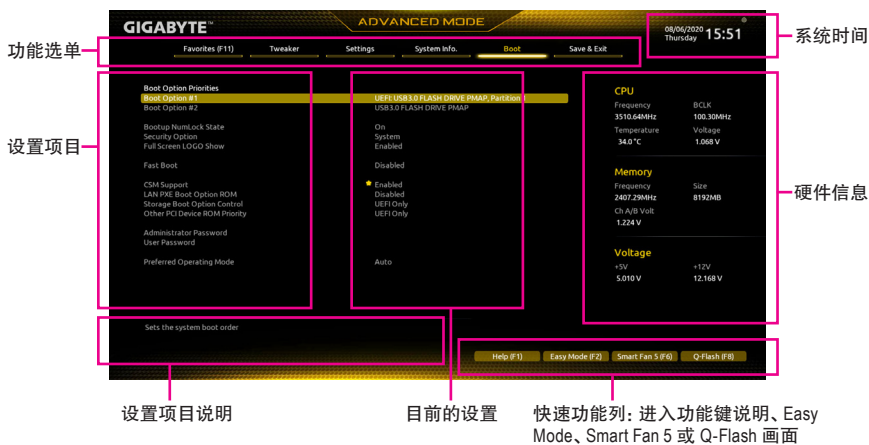 GIGABYTE™
ADVANCED MODE
08/06/2020
Thursday
15:51
系统时间
功能选单
Favorites (F11) Tweaker Settings System Info. Boot Save & Exit
设置项目
Boot Option Priorities
Boot Option #1 UEFI: USB3.0 FLASH DRIVE PMAP, Partition 1
Boot Option #2 USB3.0 FLASH DRIVE PMAP
Bootup NumLock State On
Security Option System
Full Screen LOGO Show Enabled
Fast Boot Disabled
CSM Support Enabled
LAN PXE Boot Option ROM Disabled
Storage Boot Option Control UEFI Only
Other PCI Device ROM Priority UEFI Only
Administrator Password
User Password
Preferred Operating Mode Auto
CPU
Frequency BCLK
3510.64MHz 100.30MHz
Temperature Voltage
34.0 °C 1.068 V
Memory
Frequency Size
2407.29MHz 8192MB
Ch A/B Volt
1.224 V
Voltage
+5V +12V
5.010 V 12.168 V
硬件信息
Sets the system boot order
Help (F1) Easy Mode (F2) Smart Fan 5 (F6) Q-Flash (F8)
设置项目说明
目前的设置
快速功能列: 进入功能键说明、Easy
Mode、Smart Fan 5 或 Q-Flash 画面